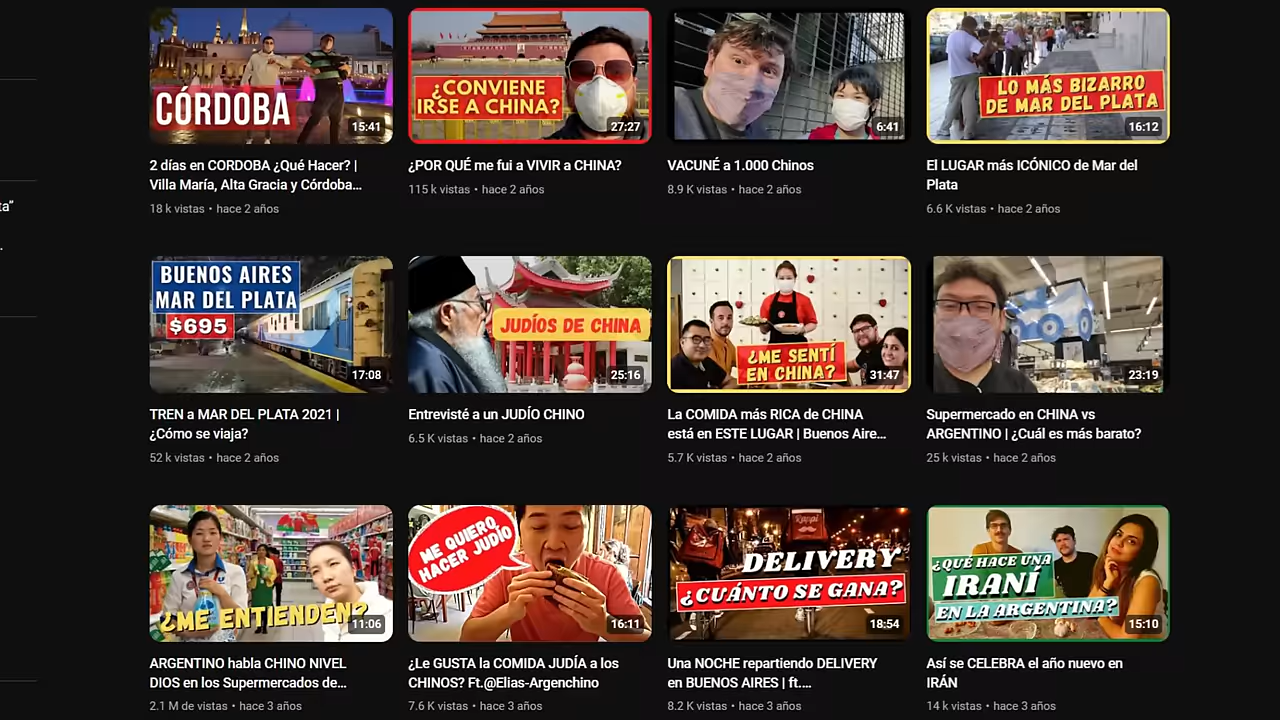 CÓRDOBA
15:41
2 días en CORDOBA ¿Qué Hacer? |
Villa María, Alta Gracia y Córdoba...
18 k vistas • hace 2 años
¿CONVIENE
IRSE A CHINA?
27:27
¿POR QUÉ me fui a VIVIR a CHINA?
115 k vistas • hace 2 años
6:41
VACUNÉ a 1.000 Chinos
8.9 K vistas • hace 2 años
LO MÁS BIZARRO
DE MAR DEL PLATA
16:12
El LUGAR más ICÓNICO de Mar del
Plata
6.6 K vistas • hace 2 años
ta”
.
BUENOS AIRES
MAR DEL PLATA
$695
17:08
TREN a MAR DEL PLATA 2021 |
¿Cómo se viaja?
52 k vistas • hace 2 años
JUDÍOS DE CHINA
25:16
Entrevisté a un JUDÍO CHINO
6.5 K vistas • hace 2 años
¿ME SENTÍ
EN CHINA?
31:47
La COMIDA más RICA de CHINA
está en ESTE LUGAR | Buenos Aire...
5.7 K vistas • hace 2 años
23:19
Supermercado en CHINA vs
ARGENTINO | ¿Cuál es más barato?
25 k vistas • hace 2 años
¿ME ENTIENDEN?
11:06
ARGENTINO habla CHINO NIVEL
DIOS en los Supermercados de...
2.1 M de vistas • hace 3 años
ME QUIERO
HACER JUDÍO
16:11
¿Le GUSTA la COMIDA JUDÍA a los
CHINOS? Ft.@Elias-Argenchino
7.6 K vistas • hace 3 años
Rappi
DELIVERY
¿CUÁNTO SE GANA?
18:54
Una NOCHE repartiendo DELIVERY
en BUENOS AIRES | ft....
8.2 K vistas • hace 3 años
¿QUÉ HACE UNA
IRANÍ
EN LA ARGENTINA?
15:10
Así se CELEBRA el año nuevo en
IRÁN
14 k vistas • hace 3 años